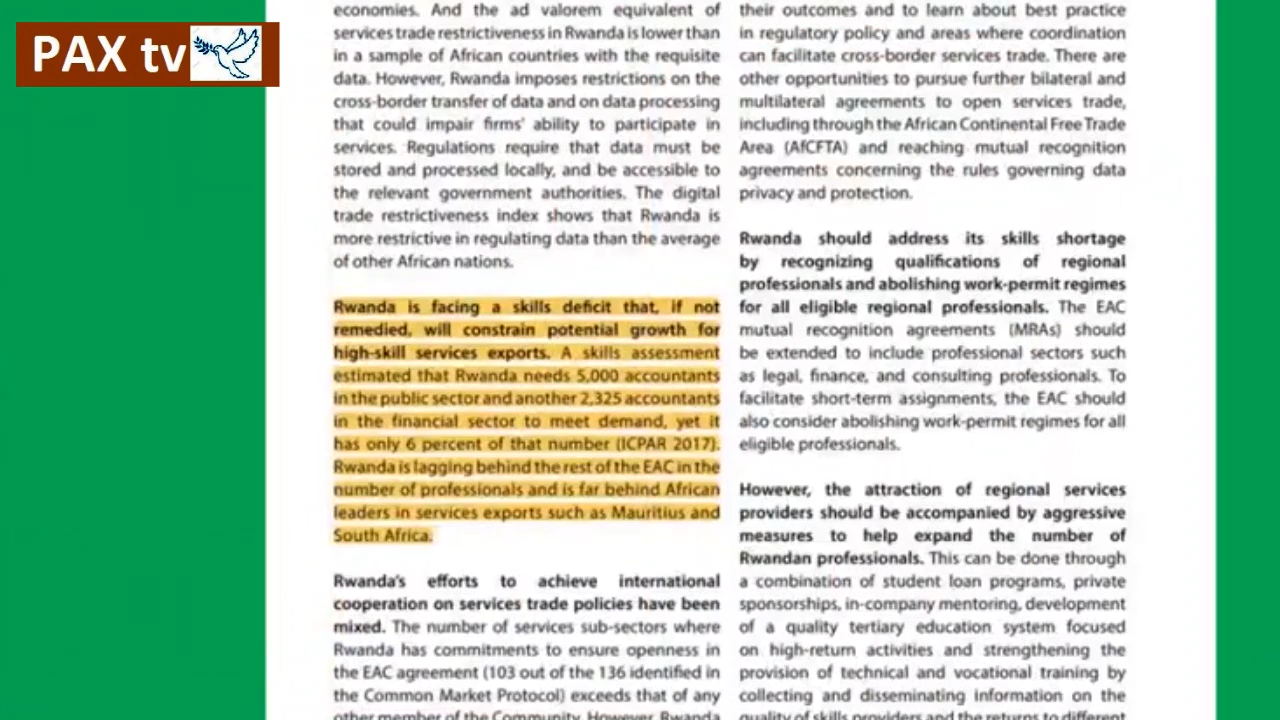 PAX tv
economies. And the ad valorem equivalent of
services trade restrictiveness in Rwanda is lower than
in a sample of African countries with the requisite
data. However, Rwanda imposes restrictions on the
cross-border transfer of data and on data processing
that could impair firms' ability to participate in
services. Regulations require that data must be
stored and processed locally, and be accessible to
the relevant government authorities. The digital
trade restrictiveness index shows that Rwanda is
more restrictive in regulating data than the average
of other African nations.
Rwanda is facing a skills deficit that, if not
remedied, will constrain potential growth for
high-skill services exports. A skills assessment
estimated that Rwanda needs 5,000 accountants
in the public sector and another 2,325 accountants
in the financial sector to meet demand, yet it
has only 6 percent of that number (ICPAR 2017).
Rwanda is lagging behind the rest of the EAC in the
number of professionals and is far behind African
leaders in services exports such as Mauritius and
South Africa.
Rwanda's efforts to achieve international
cooperation on services trade policies have been
mixed. The number of services sub-sectors where
Rwanda has commitments to ensure openness in
the EAC agreement (103 out of the 136 identified in
the Common Market Protocol) exceeds that of any
other member of the Community. However, Rwanda
their outcomes and to learn about best practice
in regulatory policy and areas where coordination
can facilitate cross-border services trade. There are
other opportunities to pursue further bilateral and
multilateral agreements to open services trade,
including through the African Continental Free Trade
Area (AfCFTA) and reaching mutual recognition
agreements concerning the rules governing data
privacy and protection.
Rwanda should address its skills shortage
by recognizing qualifications of regional
professionals and abolishing work-permit regimes
for all eligible regional professionals. The EAC
mutual recognition agreements (MRAs) should
be extended to include professional sectors such
as legal, finance, and consulting professionals. To
facilitate short-term assignments, the EAC should
also consider abolishing work-permit regimes for all
eligible professionals.
However, the attraction of regional services
providers should be accompanied by aggressive
measures to help expand the number of
Rwandan professionals. This can be done through
a combination of student loan programs, private
sponsorships, in-company mentoring, development
of a quality tertiary education system focused
on high-return activities and strengthening the
provision of technical and vocational training by
collecting and disseminating information on the
quality of skills providers and the returns to different